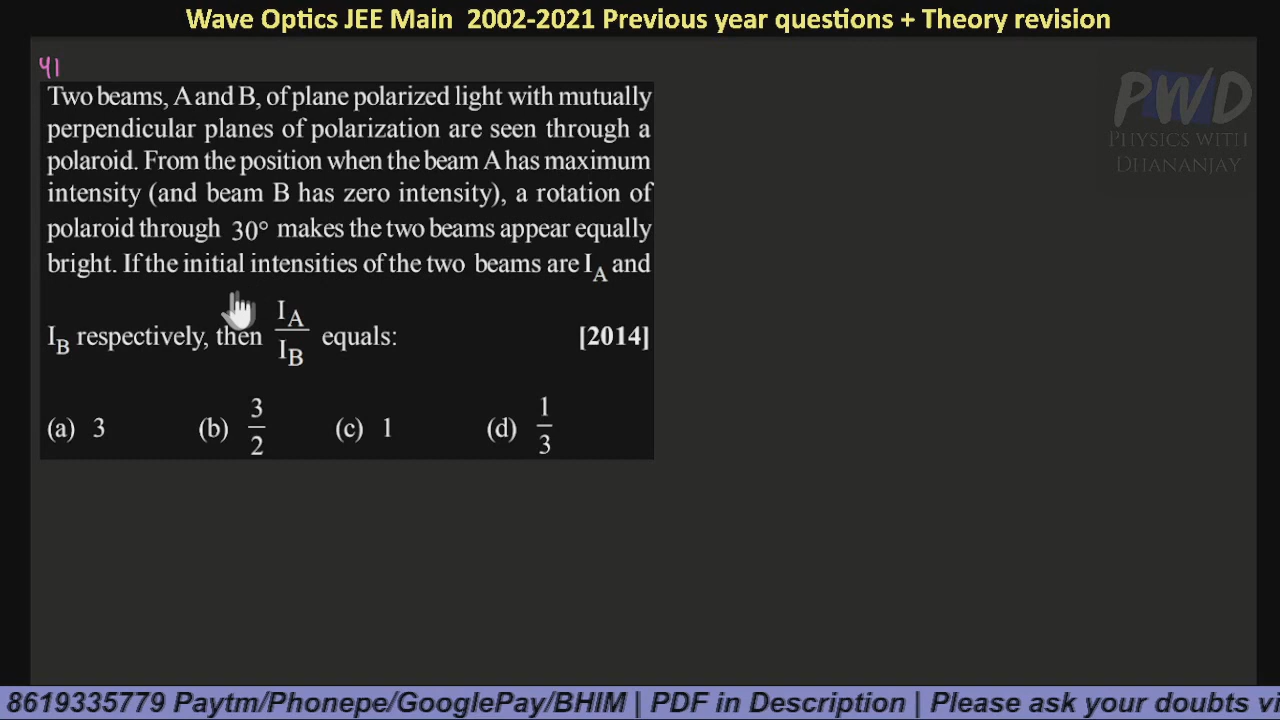 Wave Optics JEE Main 2002-2021 Previous year questions + Theory revision
41
PWD
PHYSICS WITH
DHANANJAY
Two beams, A and B, of plane polarized light with mutually
perpendicular planes of polarization are seen through a
polaroid. From the position when the beam A has maximum
intensity (and beam B has zero intensity), a rotation of
polaroid through 30° makes the two beams appear equally
bright. If the initial intensities of the two beams are I_A and
I_B respectively, then I_A/I_B equals: [2014]
(a) 3 (b) 3/2 (c) 1 (d) 1/3
8619335779 Paytm/Phonepe/GooglePay/BHIM | PDF in Description | Please ask your doubts vi